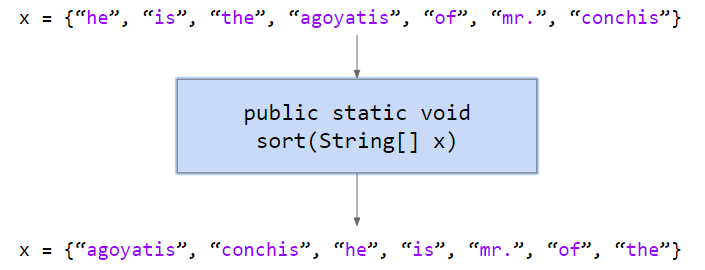 x = {“he”, “is”, “the”, “agoyatis”, “of”, “mr.”, “conchis”}
public static void
sort(String[] x)
x = {“agoyatis”, “conchis”, “he”, “is”, “mr.”, “of”, “the”}